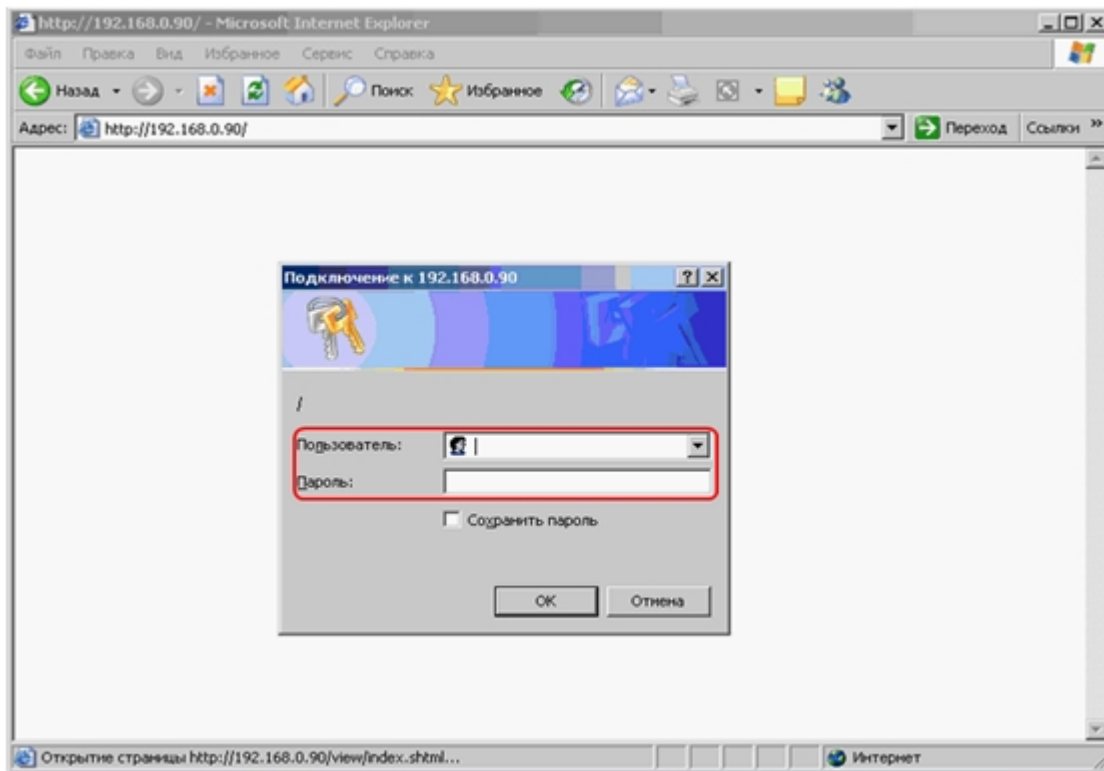 http://192.168.0.90/ - Microsoft Internet Explorer
Файл Правка Вид Избранное Сервис Справка
Назад Поиск Избранное
Адрес: http://192.168.0.90/ Переход Ссылки »
Подключение к 192.168.0.90
/
Пользователь:
Пароль:
Сохранить пароль
OK Отмена
Открытие страницы http://192.168.0.90/view/index.shtml... Интернет